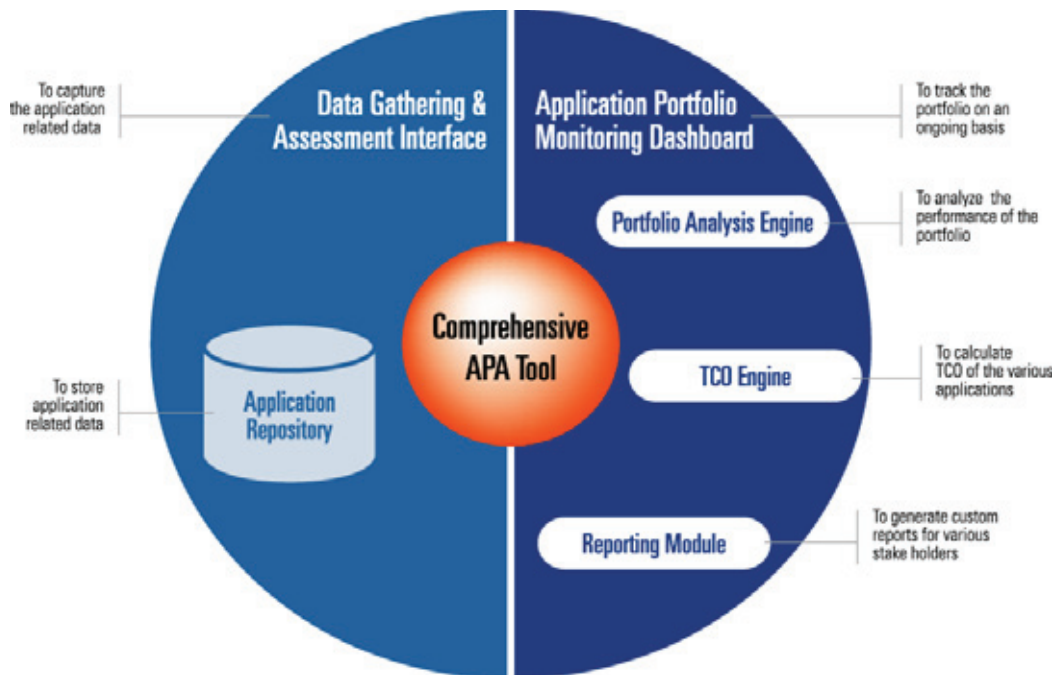 To capture
the application
related data
Data Gathering &
Assessment Interface
Application Portfolio
Monitoring Dashboard
To track the
portfolio on an
ongoing basis
Portfolio Analysis Engine
To analyze the
performance of the
portfolio
Comprehensive
APA Tool
To store
application
related data
Application
Repository
TCO Engine
To calculate
TCO of the various
applications
Reporting Module
To generate custom
reports for various
stake holders